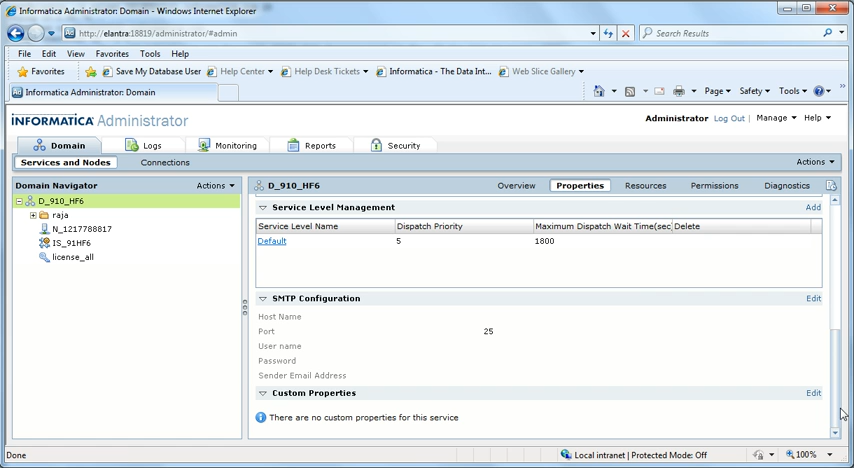 Informatica Administrator: Domain - Windows Internet Explorer
http://elantra:18819/administrator/#admin
Search Results
File Edit View Favorites Tools Help
Favorites Save My Database User Help Center Help Desk Tickets Informatica - The Data Int... Web Slice Gallery
Ad Informatica Administrator: Domain
Page Safety Tools
INFORMATICA Administrator
Administrator Log Out Manage Help
Domain Logs Monitoring Reports Security
Services and Nodes Connections Actions
Domain Navigator Actions
D_910_HF6
raja
N_1217788817
IS_91HF6
license_all
D_910_HF6 Overview Properties Resources Permissions Diagnostics
Service Level Management Add
Service Level Name Dispatch Priority Maximum Dispatch Wait Time(sec Delete
Default 5 1800
SMTP Configuration Edit
Host Name
Port 25
User name
Password
Sender Email Address
Custom Properties Edit
There are no custom properties for this service
Done Local intranet | Protected Mode: Off 100%